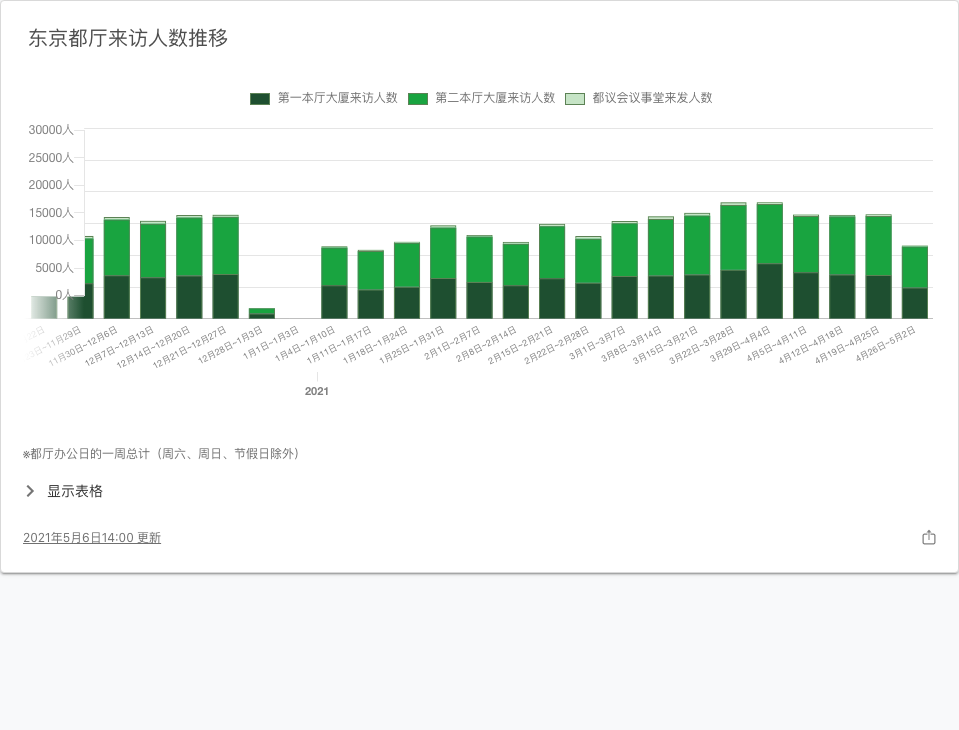 东京都厅来访人数推移
第一本厅大厦来访人数 第二本厅大厦来访人数 都议会议事堂来发人数
30000人
25000人
20000人
15000人
10000人
5000人
0人
11月30日~12月6日
12月7日~12月13日
12月14日~12月20日
12月21日~12月27日
12月28日~1月3日
1月1日~1月3日
1月4日~1月10日
1月11日~1月17日
1月18日~1月24日
1月25日~1月31日
2月1日~2月7日
2月8日~2月14日
2月15日~2月21日
2月22日~2月28日
3月1日~3月7日
3月8日~3月14日
3月15日~3月21日
3月22日~3月28日
3月29日~4月4日
4月5日~4月11日
4月12日~4月18日
4月19日~4月25日
4月26日~5月2日
2021
※都厅办公日的一周总计（周六、周日、节假日除外）
显示表格
2021年5月6日14:00 更新